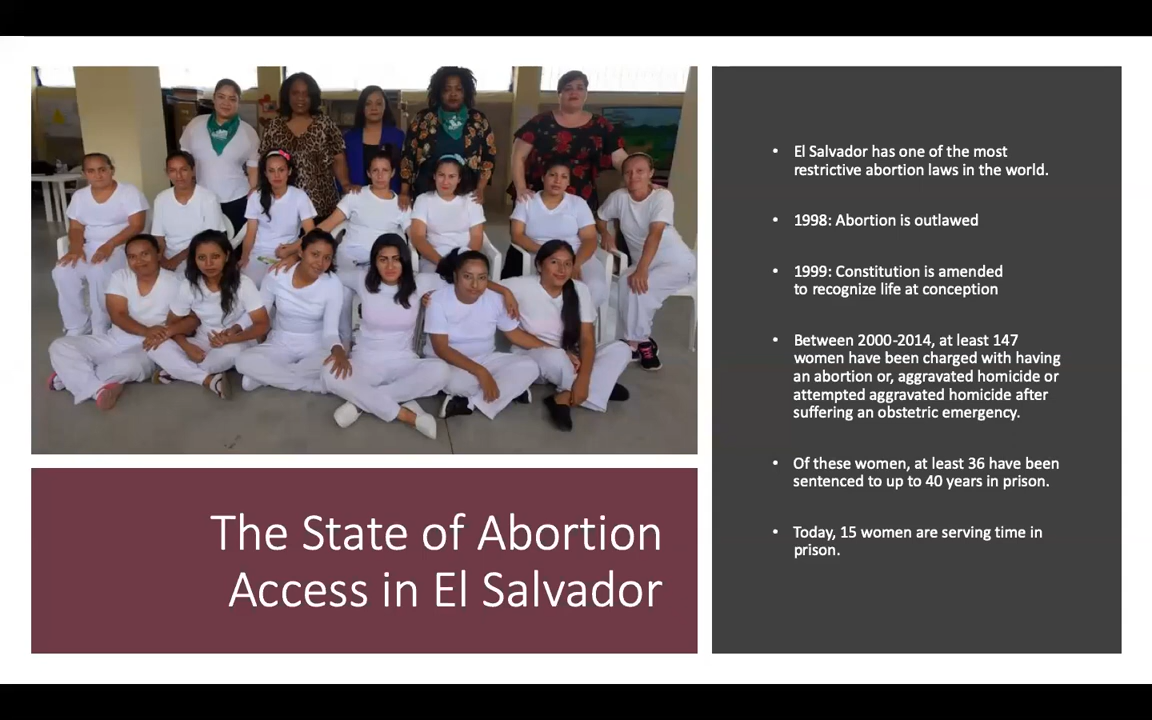 The State of Abortion
Access in El Salvador
• El Salvador has one of the most
restrictive abortion laws in the world.
• 1998: Abortion is outlawed
• 1999: Constitution is amended
to recognize life at conception
• Between 2000-2014, at least 147
women have been charged with having
an abortion or, aggravated homicide or
attempted aggravated homicide after
suffering an obstetric emergency.
• Of these women, at least 36 have been
sentenced to up to 40 years in prison.
• Today, 15 women are serving time in
prison.